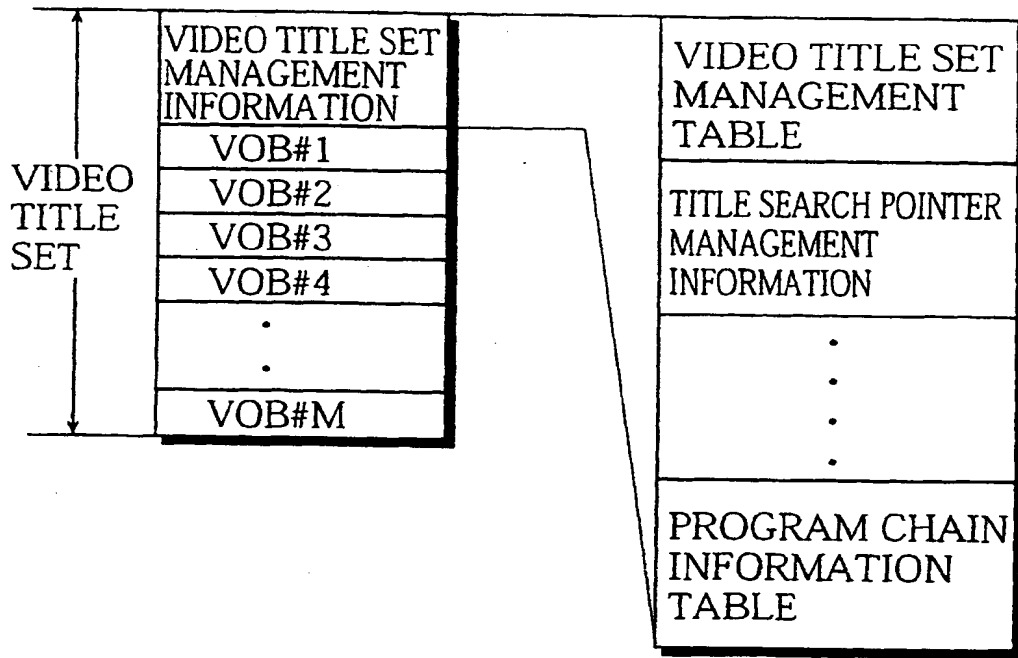 VIDEO
TITLE
SET
VIDEO TITLE SET
MANAGEMENT
INFORMATION
VOB#1
VOB#2
VOB#3
VOB#4
VOB#M
VIDEO TITLE SET
MANAGEMENT
TABLE
TITLE SEARCH POINTER
MANAGEMENT
INFORMATION
PROGRAM CHAIN
INFORMATION
TABLE